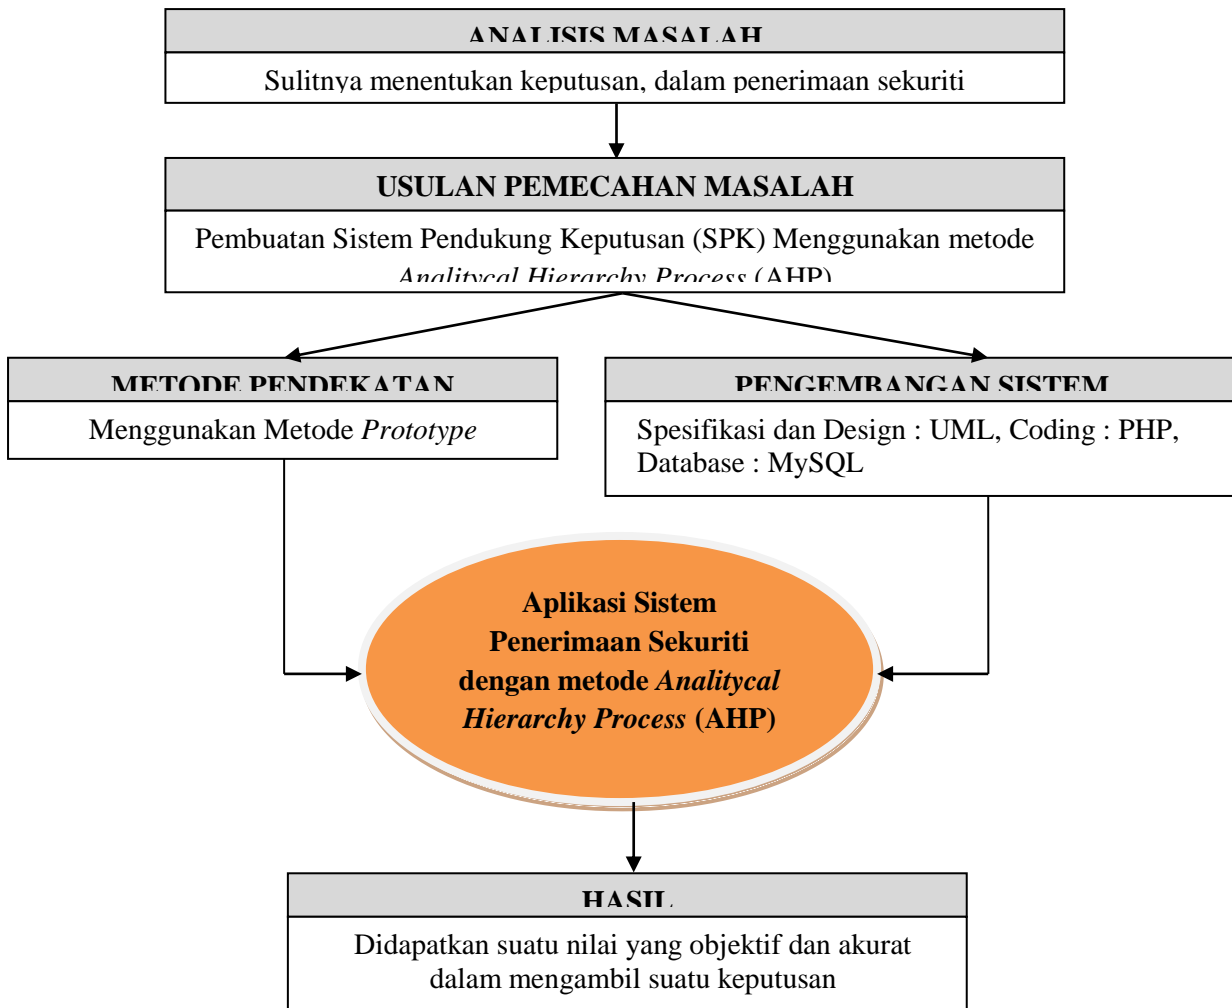 ANALISIS MASALAH
Sulitnya menentukan keputusan, dalam penerimaan sekuriti
USULAN PEMECAHAN MASALAH
Pembuatan Sistem Pendukung Keputusan (SPK) Menggunakan metode
Analitycal Hierarchy Process (AHP)
METODE PENDEKATAN
Menggunakan Metode Prototype
PENGEMBANGAN SISTEM
Spesifikasi dan Design : UML, Coding : PHP,
Database : MySQL
Aplikasi Sistem
Penerimaan Sekuriti
dengan metode Analitycal
Hierarchy Process (AHP)
HASIL
Didapatkan suatu nilai yang objektif dan akurat
dalam mengambil suatu keputusan